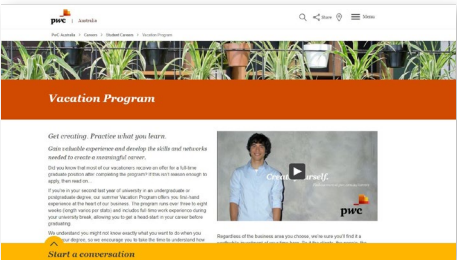 pwc | Australia
Share
Menu
PwC Australia > Careers > Student Careers > Vacation Program
Vacation Program
Get creating. Practise what you learn.
Gain valuable experience and develop the skills and networks
needed to create a meaningful career.
Did you know that most of our vacationers receive an offer for a full-time
graduate position after completing the program? If this isn't reason enough to
apply, then read on...
If you're in your second last year of university in an undergraduate or
postgraduate degree, our summer Vacation Program offers you first-hand
experience at the heart of our business. The program runs over three to eight
weeks (length varies per state) and includes full time work experience during
your university break, allowing you to get a head start in your career before
graduating.
We understand you might not know exactly what you want to do when you
your degree, so we encourage you to take the time to understand how
Create yourself.
pwc
Regardless of the business area you choose, we're sure you'll find it a
Start a conversation